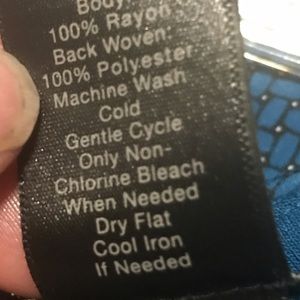 Body:
100% Rayon
Back Woven:
100% Polyester
Machine Wash
Cold
Gentle Cycle
Only Non-
Chlorine Bleach
When Needed
Dry Flat
Cool Iron
If Needed